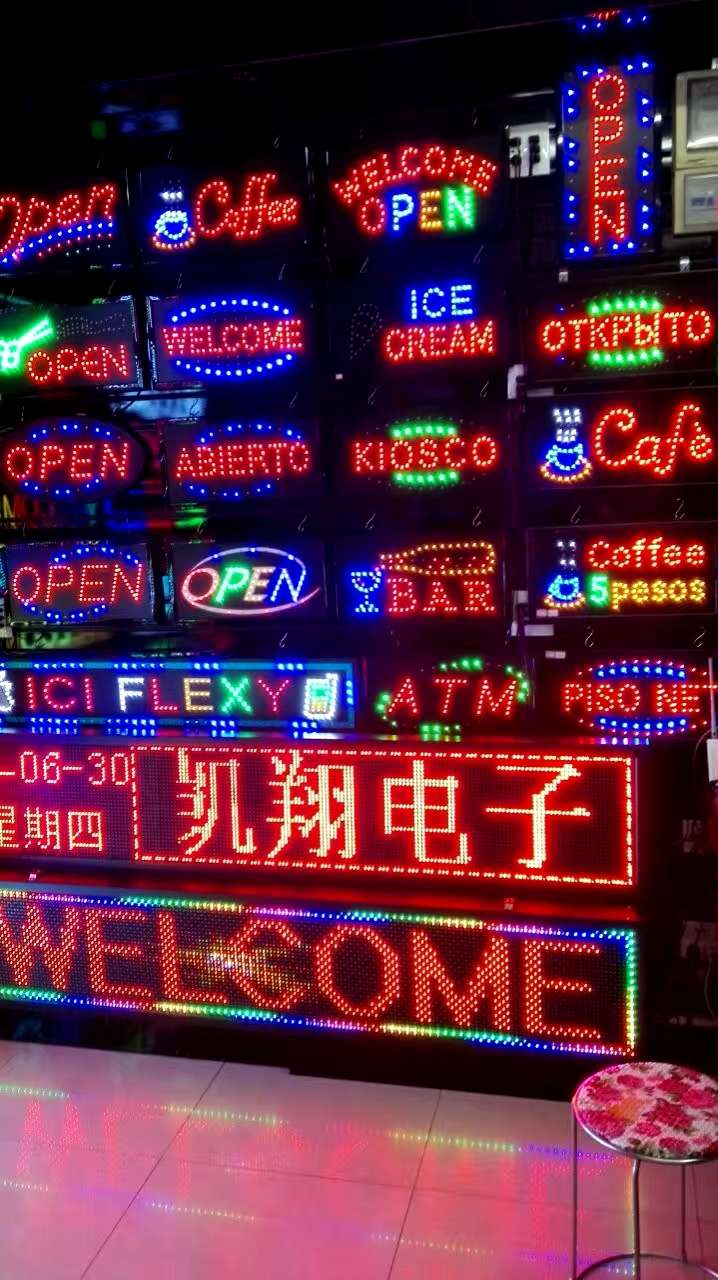 OPEN
Open
Coffee
WELCOME
OPEN
OPEN
WELCOME
ICE
CREAM
ОТКРЫТО
OPEN
ABIERTO
KIOSCO
Café
OPEN
OPEN
BAR
Coffee
5pesos
ICI FLEXY
ATM
PISO NET
-06-30
星期四
凯翔电子
WELCOME